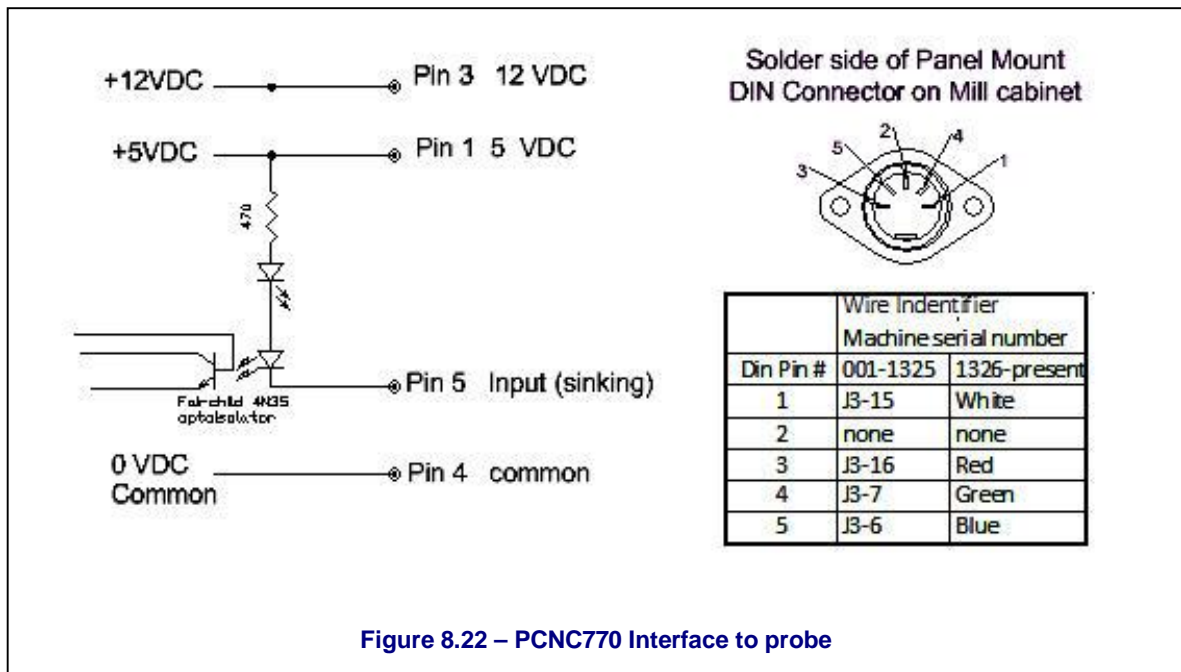 +12VDC Pin 3 12 VDC
+5VDC Pin 1 5 VDC
470
Fairchild 4N35
optoisolator
Pin 5 Input (sinking)
0 VDC
Common
Pin 4 common
Solder side of Panel Mount
DIN Connector on Mill cabinet
2
4
5
1
3
Wire Indentifier
Machine serial number
Din Pin # 001-1325 1326-present
1 J3-15 White
2 none none
3 J3-16 Red
4 J3-7 Green
5 J3-6 Blue
Figure 8.22 – PCNC770 Interface to probe